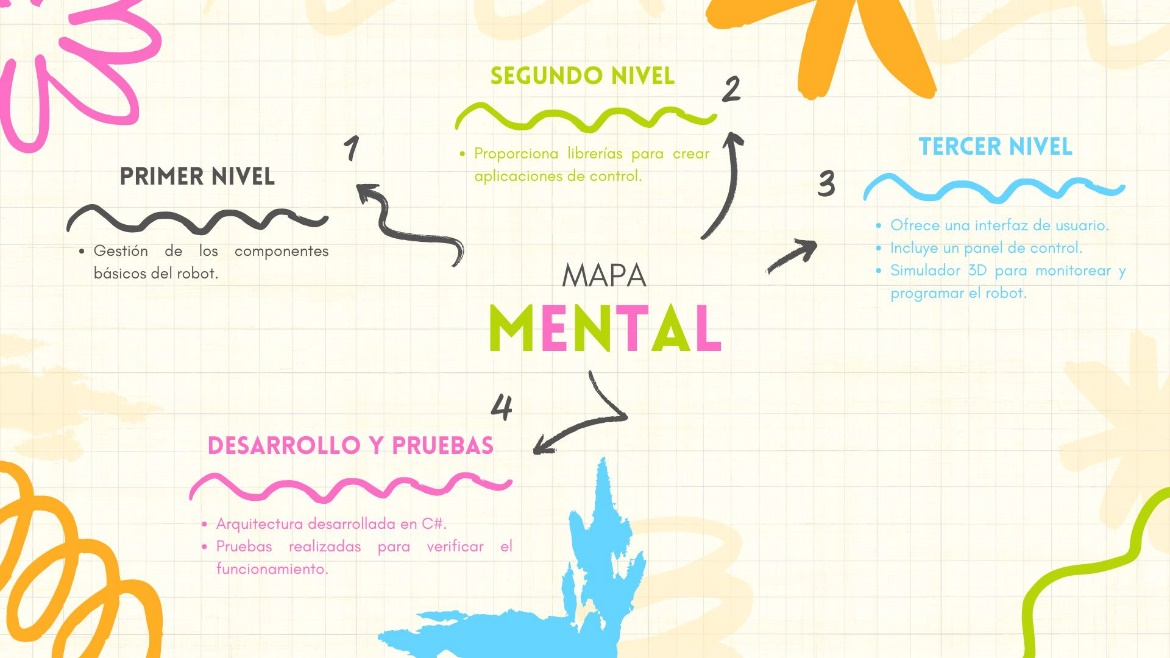 MAPA
MENTAL
1
PRIMER NIVEL
• Gestión de los componentes
básicos del robot.
2
SEGUNDO NIVEL
• Proporciona librerías para crear
aplicaciones de control.
3
TERCER NIVEL
• Ofrece una interfaz de usuario.
• Incluye un panel de control.
• Simulador 3D para monitorear y
programar el robot.
4
DESARROLLO Y PRUEBAS
• Arquitectura desarrollada en C#.
• Pruebas realizadas para verificar el
funcionamiento.